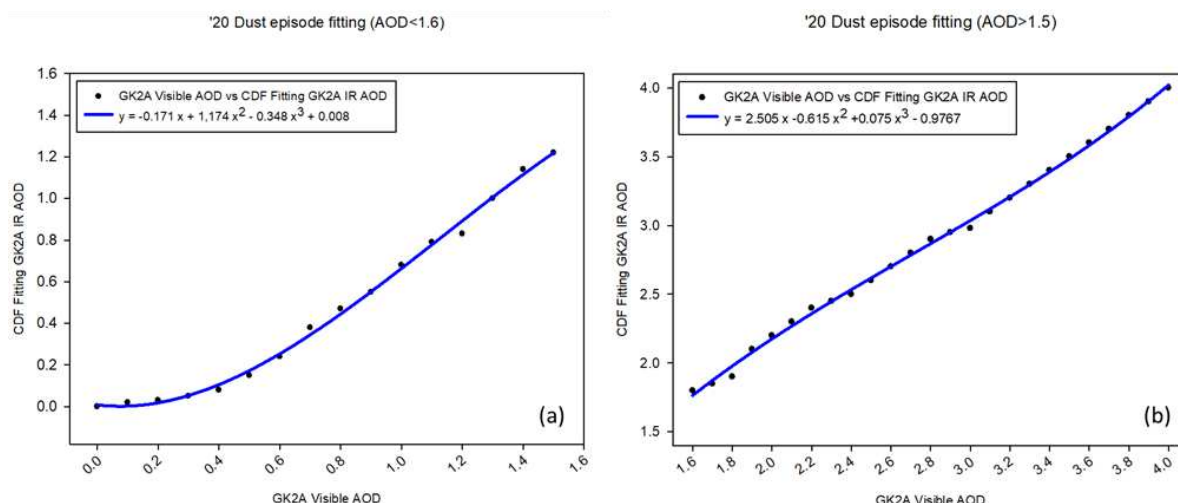 '20 Dust episode fitting (AOD<1.6)
1.6
1.4
1.2
1.0
0.8
0.6
0.4
0.2
0.0
CDF Fitting GK2A IR AOD
GK2A Visible AOD vs CDF Fitting GK2A IR AOD
y = -0.171 x + 1,174 x² - 0.348 x³ + 0.008
(a)
0.0 0.2 0.4 0.6 0.8 1.0 1.2 1.4 1.6
GK2A Visible AOD
'20 Dust episode fitting (AOD>1.5)
4.0
3.5
3.0
2.5
2.0
1.5
CDF Fitting GK2A IR AOD
GK2A Visible AOD vs CDF Fitting GK2A IR AOD
y = 2.505 x -0.615 x² +0.075 x³ - 0.9767
(b)
1.6 1.8 2.0 2.2 2.4 2.6 2.8 3.0 3.2 3.4 3.6 3.8 4.0
GK2A Visible AOD